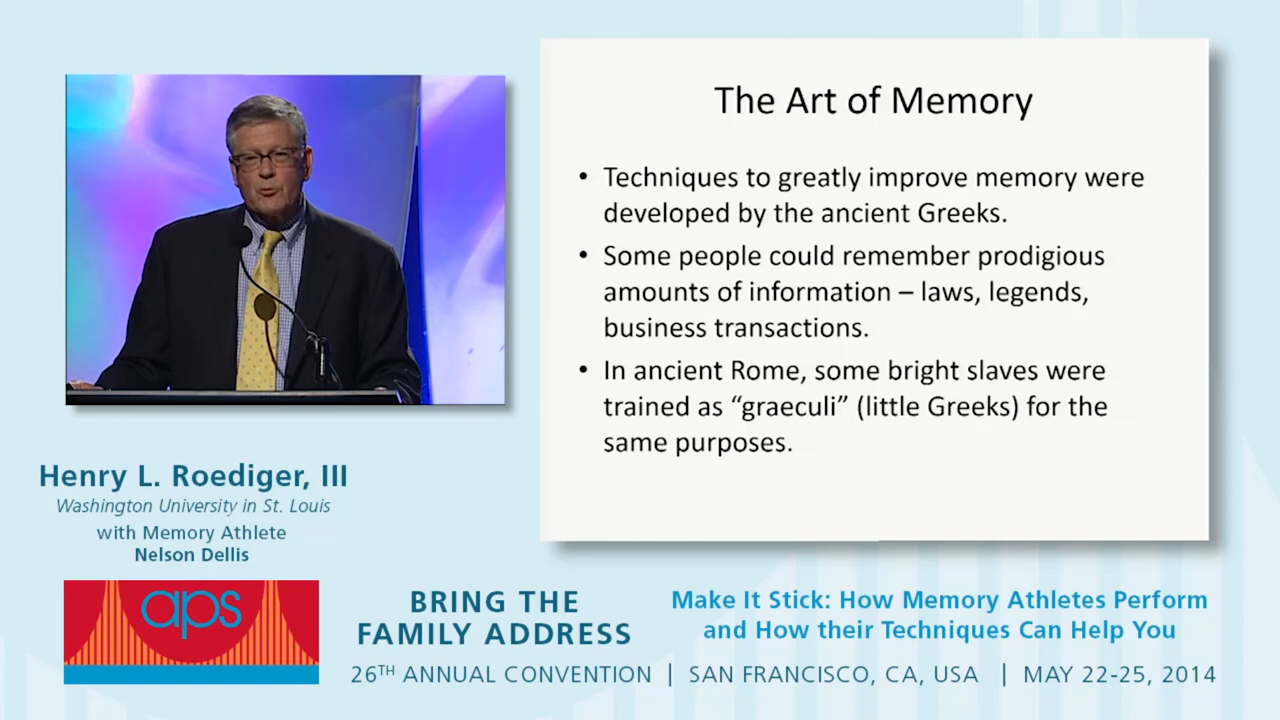 The Art of Memory
• Techniques to greatly improve memory were
developed by the ancient Greeks.
• Some people could remember prodigious
amounts of information – laws, legends,
business transactions.
• In ancient Rome, some bright slaves were
trained as “graeculi” (little Greeks) for the
same purposes.
Henry L. Roediger, III
Washington University in St. Louis
with Memory Athlete
Nelson Dellis
aps
BRING THE
FAMILY ADDRESS
Make It Stick: How Memory Athletes Perform
and How their Techniques Can Help You
26TH ANNUAL CONVENTION | SAN FRANCISCO, CA, USA | MAY 22-25, 2014